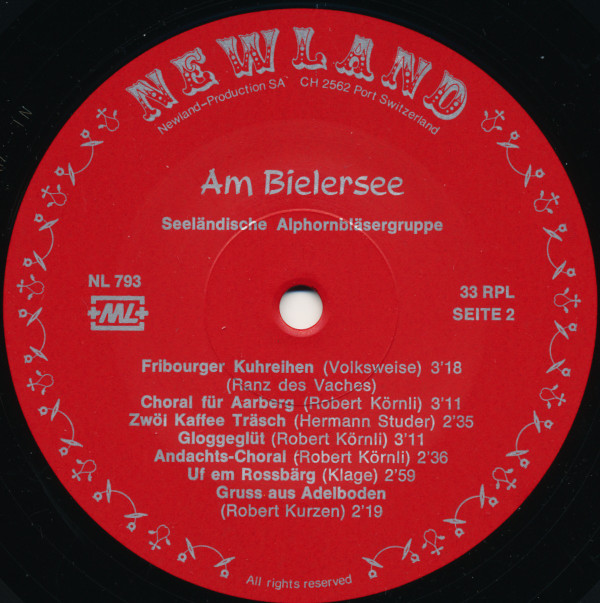 NEWLAND
Newland-Production SA CH 2562 Port Switzerland
Am Bielersee
Seeländische Alphornbläsergruppe
NL 793
+ML+
33 RPL
SEITE 2
Fribourger Kuhreihen (Volksweise) 3'18
(Ranz des Vaches)
Choral für Aarberg (Robert Körnli) 3'11
Zwöi Kaffee Träsch (Hermann Studer) 2'35
Gloggeglüt (Robert Körnli) 3'11
Andachts-Choral (Robert Körnli) 2'36
Uf em Rossbärg (Klage) 2'59
Gruss aus Adelboden
(Robert Kurzen) 2'19
All rights reserved